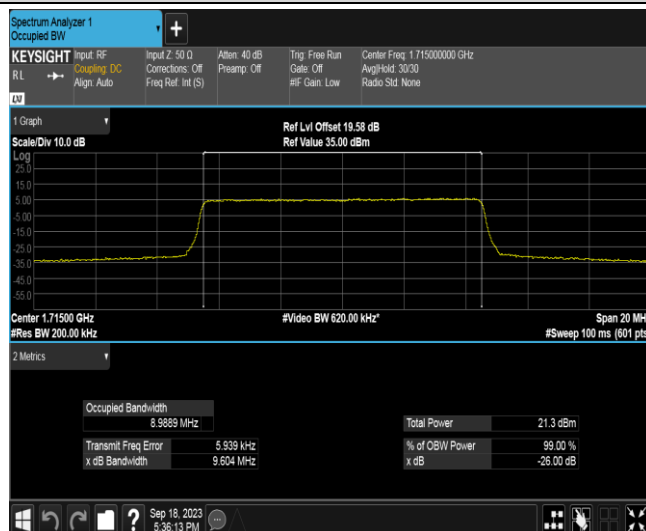 Spectrum Analyzer 1
Occupied BW
+
KEYSIGHT Input: RF Input Z: 50 Ω Atten: 40 dB Trig: Free Run Center Freq: 1.715000000 GHz
RL Coupling: DC Corrections: Off Preamp: Off Gate: Off Avg|Hold: 30/30
Align: Auto Freq Ref: Int (S) #IF Gain: Low Radio Std: None
LXI
1 Graph
Ref Lvl Offset 19.58 dB
Scale/Div 10.0 dB Ref Value 35.00 dBm
Log
25.0
15.0
5.00
-5.00
-15.0
-25.0
-35.0
-45.0
-55.0
Center 1.71500 GHz #Video BW 620.00 kHz* Span 20 MH
#Res BW 200.00 kHz #Sweep 100 ms (601 pts
2 Metrics
Occupied Bandwidth
8.9889 MHz Total Power 21.3 dBm
Transmit Freq Error 5.939 kHz % of OBW Power 99.00 %
x dB Bandwidth 9.604 MHz x dB -26.00 dB
? Sep 18, 2023
5:36:13 PM